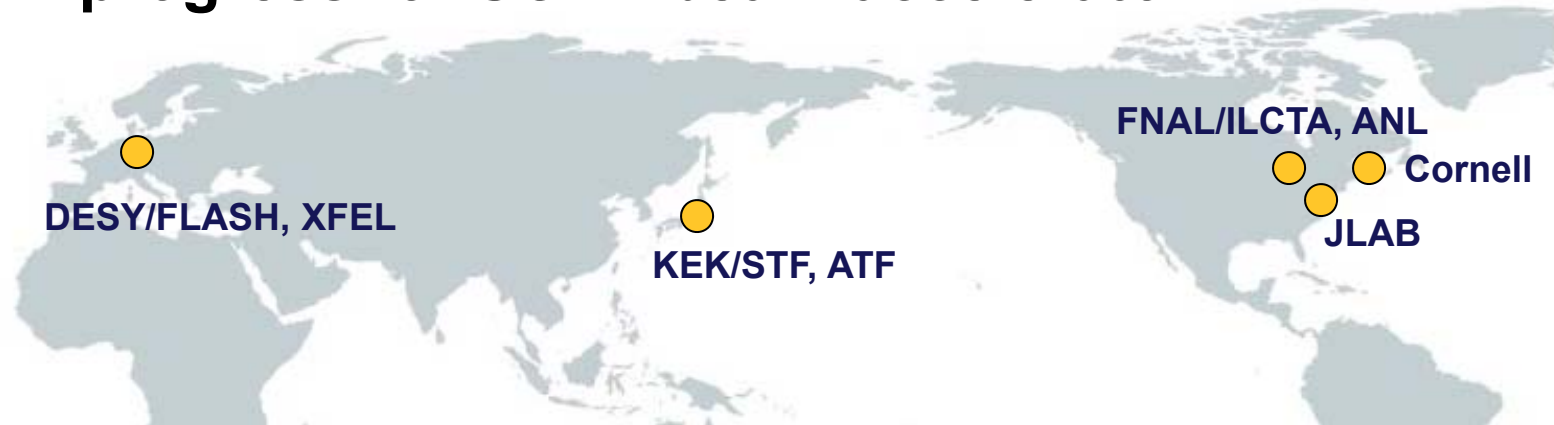 FNAL/ILCTA, ANL
Cornell
DESY/FLASH, XFEL
JLAB
KEK/STF, ATF